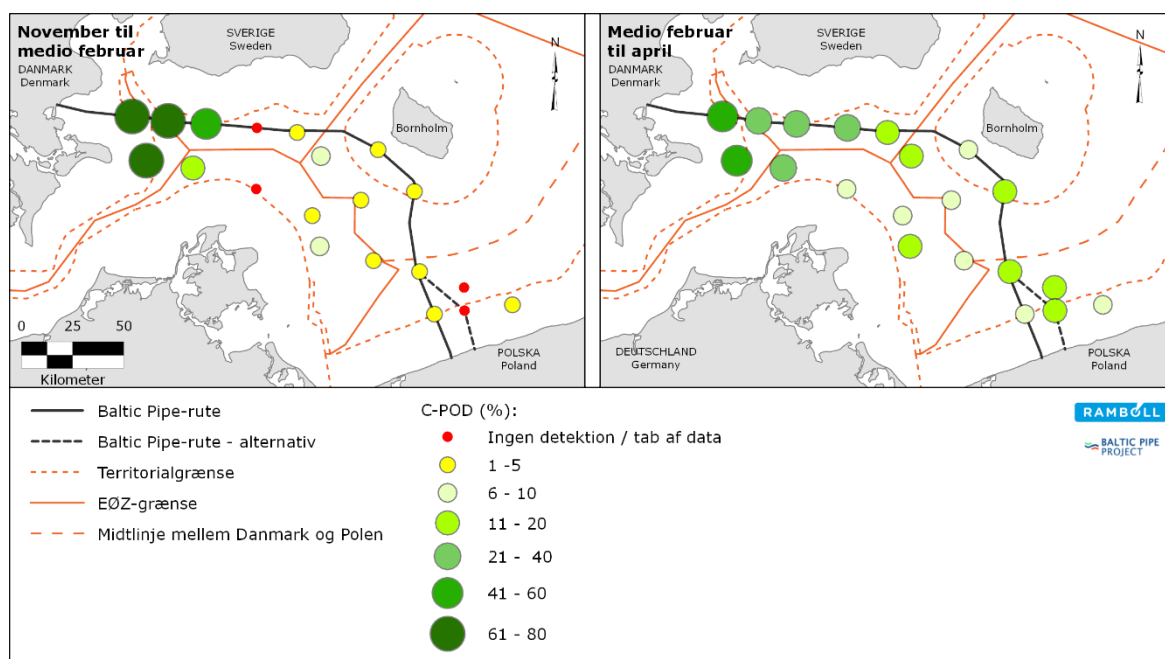 November til
medio februar
SVERIGE
Sweden
N
DANMARK
Denmark
Bornholm
0 25 50
Kilometer
POLSKA
Poland
Medio februar
til april
SVERIGE
Sweden
N
DANMARK
Denmark
Bornholm
DEUTSCHLAND
Germany
POLSKA
Poland
Baltic Pipe-rute
Baltic Pipe-rute - alternativ
Territorialgrænse
EØZ-grænse
Midtlinje mellem Danmark og Polen
C-POD (%):
Ingen detektion / tab af data
1 -5
6 - 10
11 - 20
21 - 40
41 - 60
61 - 80
RAMBOLL
BALTIC PIPE
PROJECT